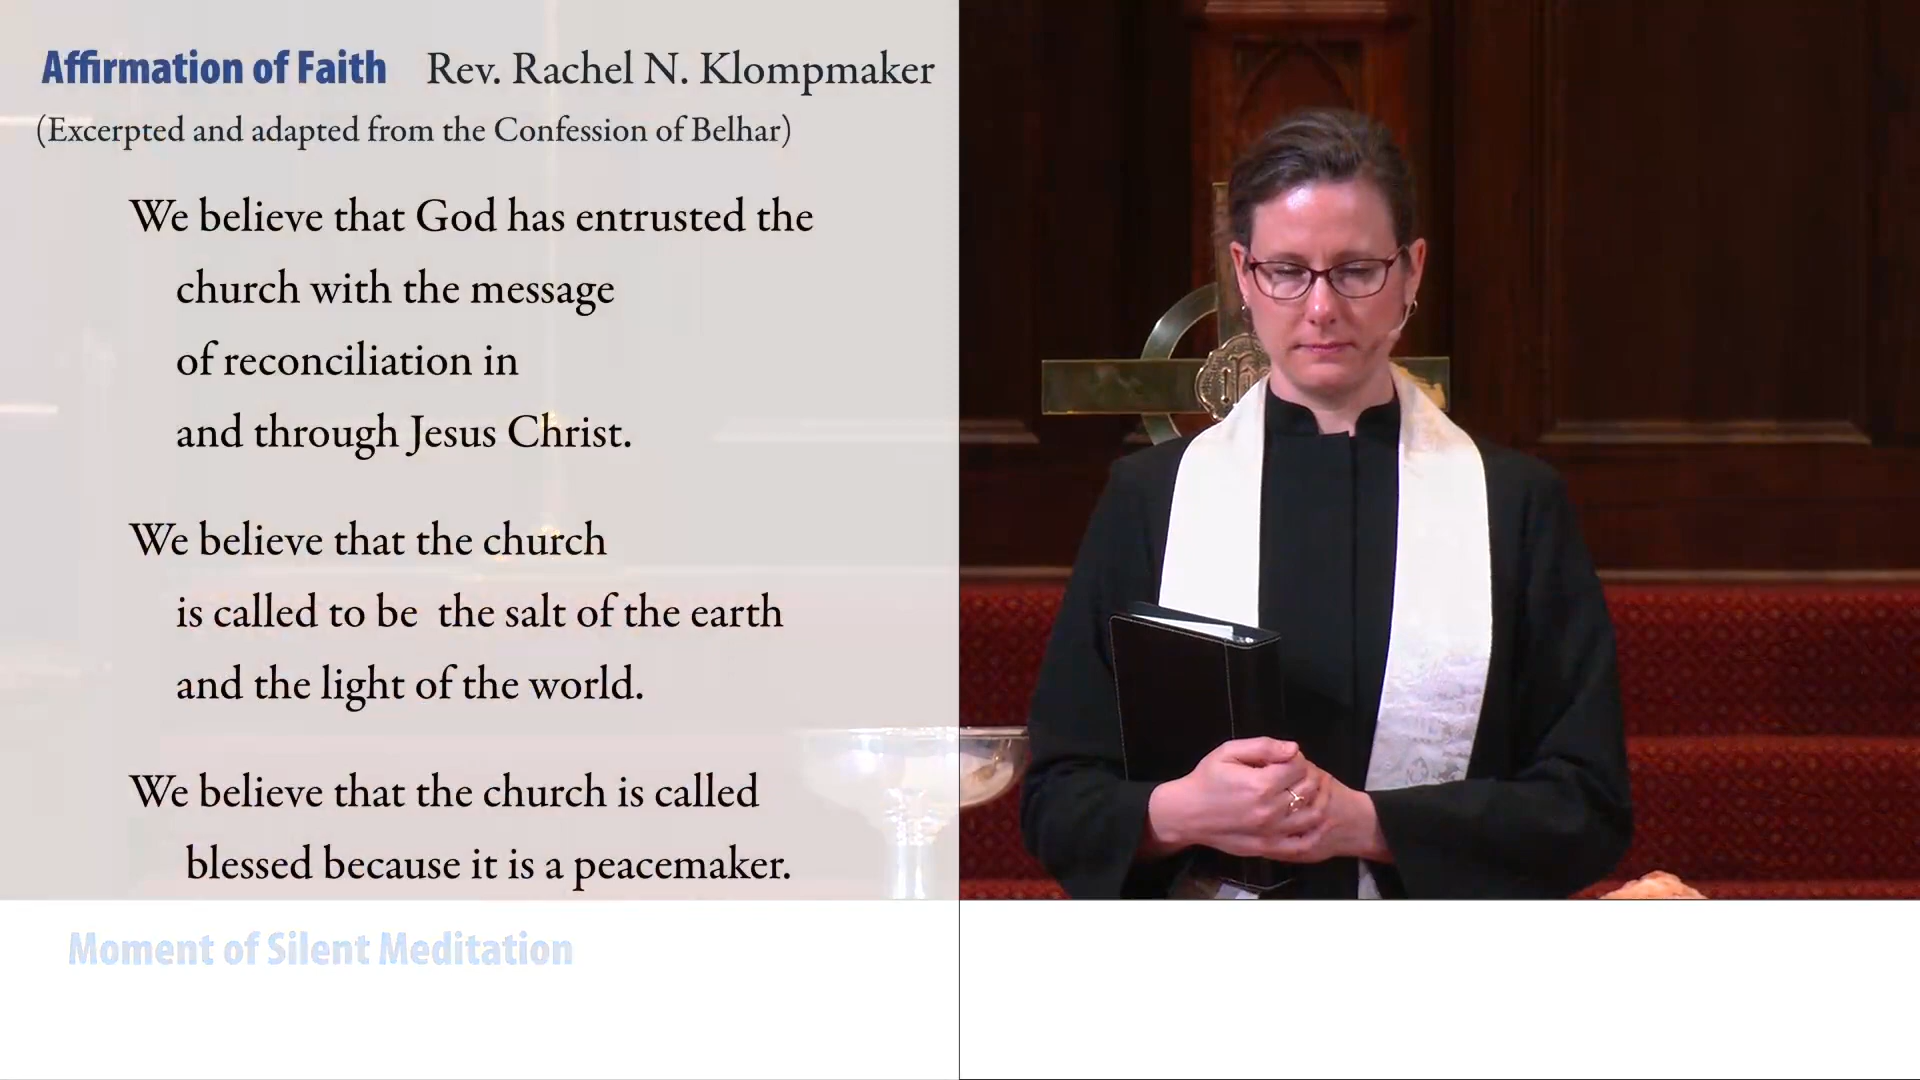 Affirmation of Faith Rev. Rachel N. Klompmaker
(Excerpted and adapted from the Confession of Belhar)
We believe that God has entrusted the
church with the message
of reconciliation in
and through Jesus Christ.
We believe that the church
is called to be the salt of the earth
and the light of the world.
We believe that the church is called
blessed because it is a peacemaker.
Moment of Silent Meditation